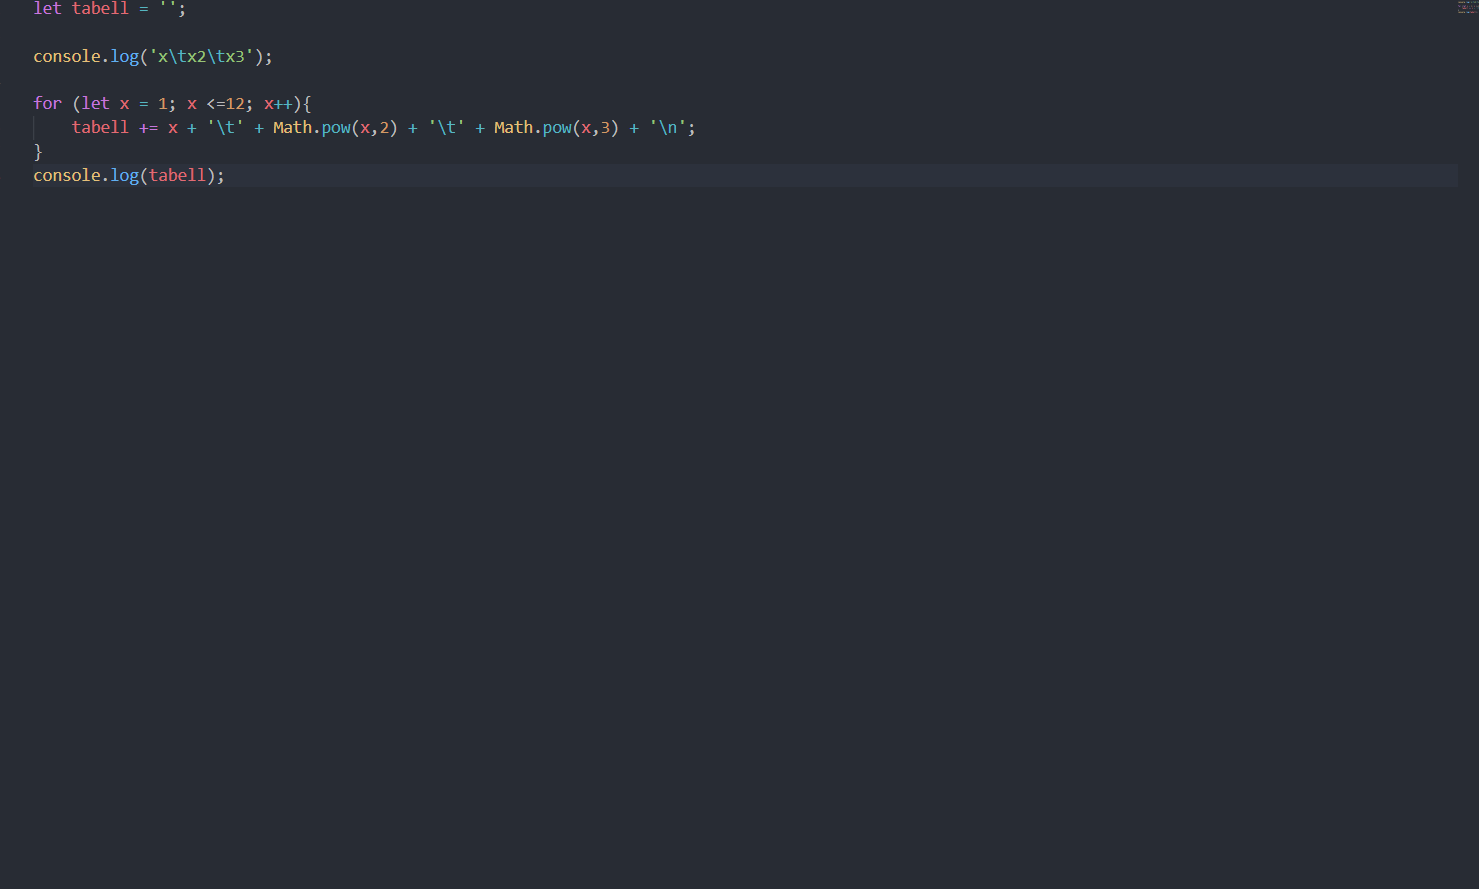 let tabell = '';
console.log('x\tx2\tx3');
for (let x = 1; x <=12; x++){
    tabell += x + '\t' + Math.pow(x,2) + '\t' + Math.pow(x,3) + '\n';
}
console.log(tabell);